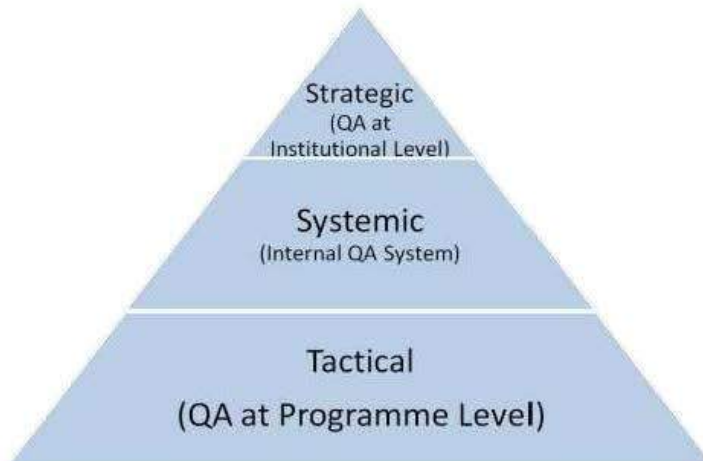 Strategic
(QA at
Institutional Level)
Systemic
(Internal QA System)
Tactical
(QA at Programme Level)